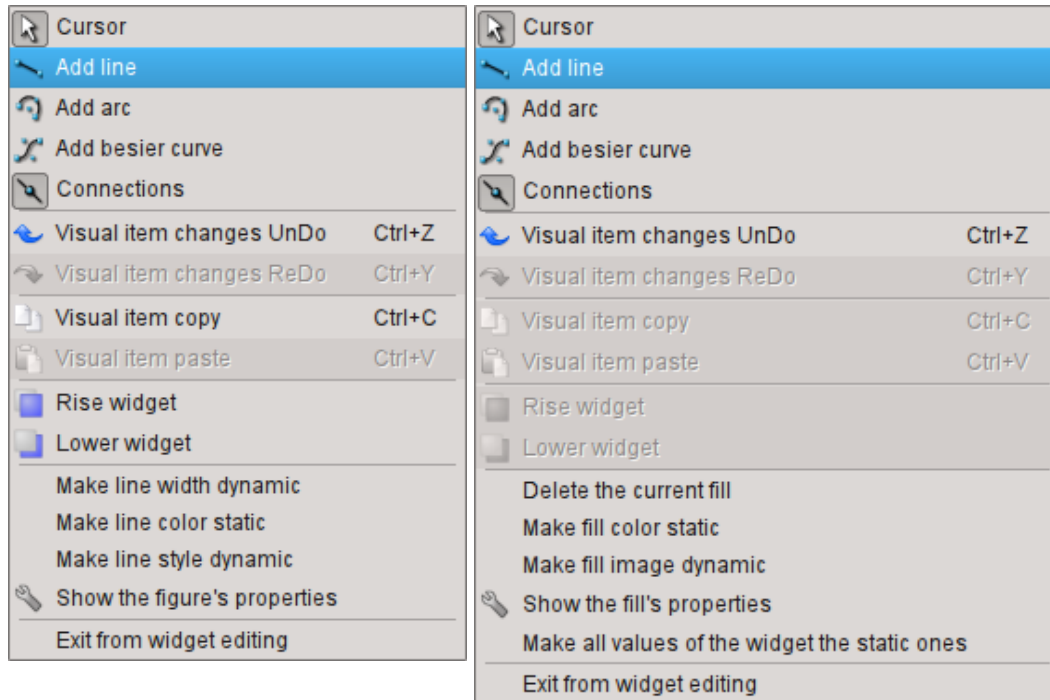 Cursor
Add line
Add arc
Add besier curve
Connections
Visual item changes UnDo Ctrl+Z
Visual item changes ReDo Ctrl+Y
Visual item copy Ctrl+C
Visual item paste Ctrl+V
Rise widget
Lower widget
Make line width dynamic
Make line color static
Make line style dynamic
Show the figure's properties
Exit from widget editing
Cursor
Add line
Add arc
Add besier curve
Connections
Visual item changes UnDo Ctrl+Z
Visual item changes ReDo Ctrl+Y
Visual item copy Ctrl+C
Visual item paste Ctrl+V
Rise widget
Lower widget
Delete the current fill
Make fill color static
Make fill image dynamic
Show the fill's properties
Make all values of the widget the static ones
Exit from widget editing